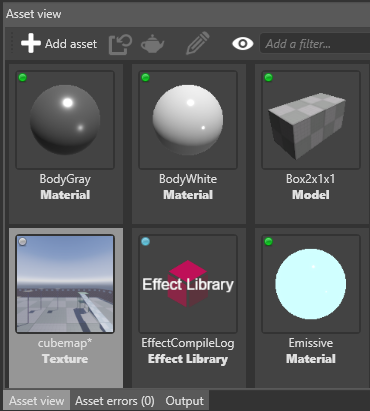 Asset view
Add asset
Add a filter...
BodyGray
Material
BodyWhite
Material
Box2x1x1
Model
Effect Library
cubemap*
Texture
EffectCompileLog
Effect Library
Emissive
Material
Asset view
Asset errors (0)
Output